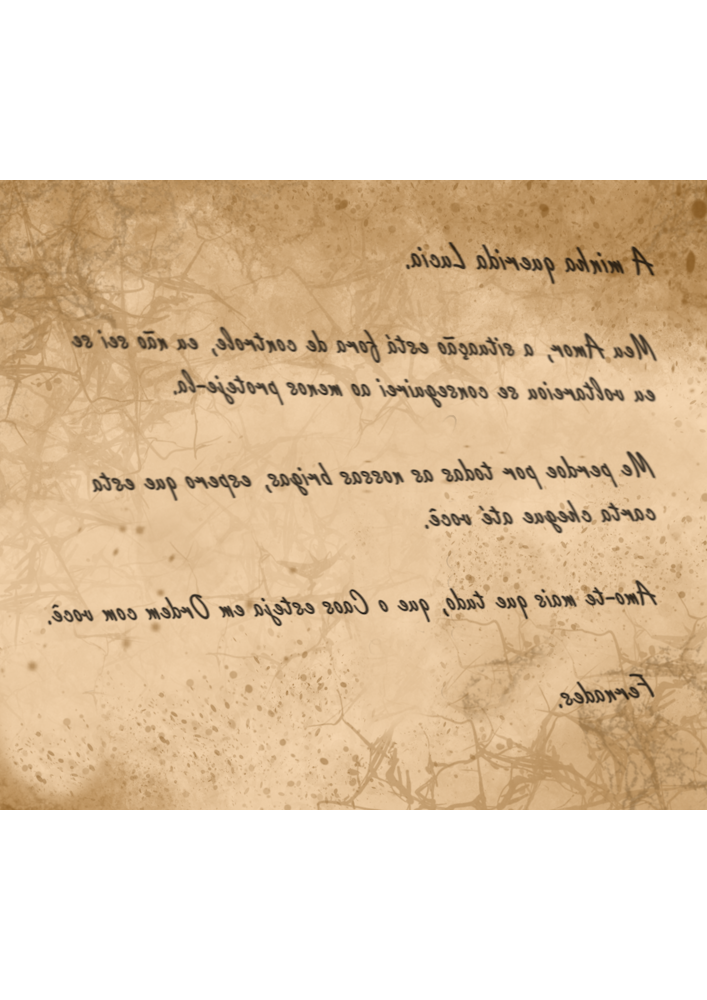 A minha querida Lucia,
Meu Amor, a situação está fora de controle, eu não sei se
eu voltareiou se conseguirei ao menos proteje-la.
Me perdoe por todas as nossas brigas, espero que esta
carta chegue até você.
Amo-te mais que tudo, que o Caos esteja em Ordem com você.
Fernades.